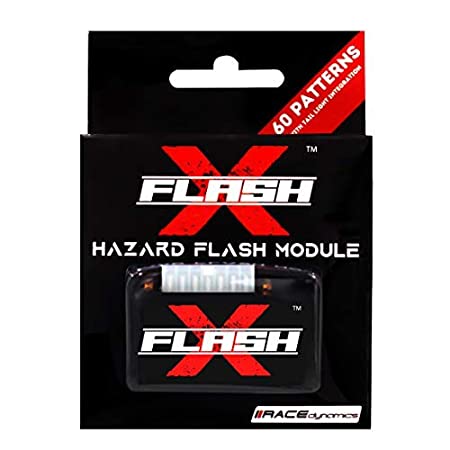 60 PATTERNS
WITH TAIL LIGHT INTEGRATION
X
FLASH
™
HAZARD FLASH MODULE
X
FLASH
™
RACE dynamics